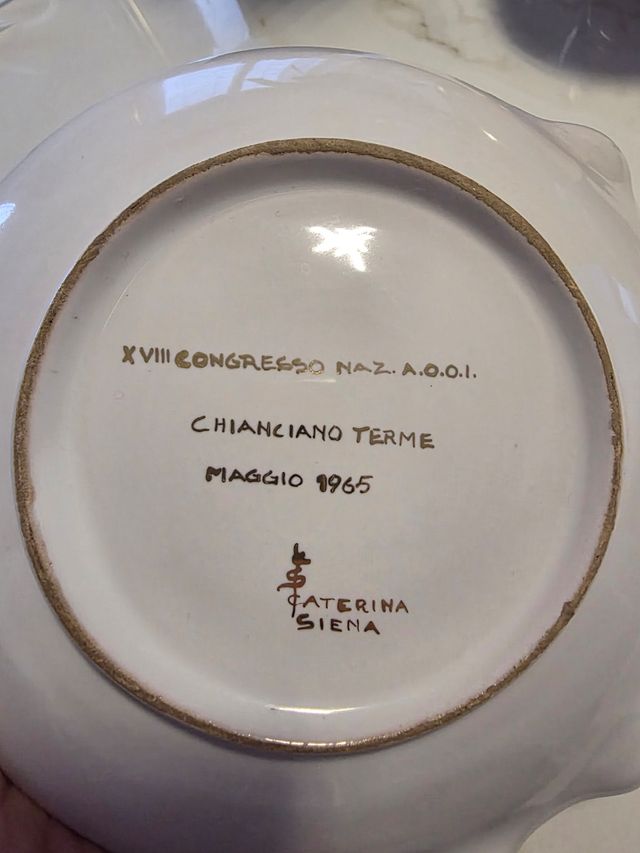 XVIII CONGRESSO NAZ. A.O.O.I.
CHIANCIANO TERME
MAGGIO 1965
S
CATERINA
SIENA